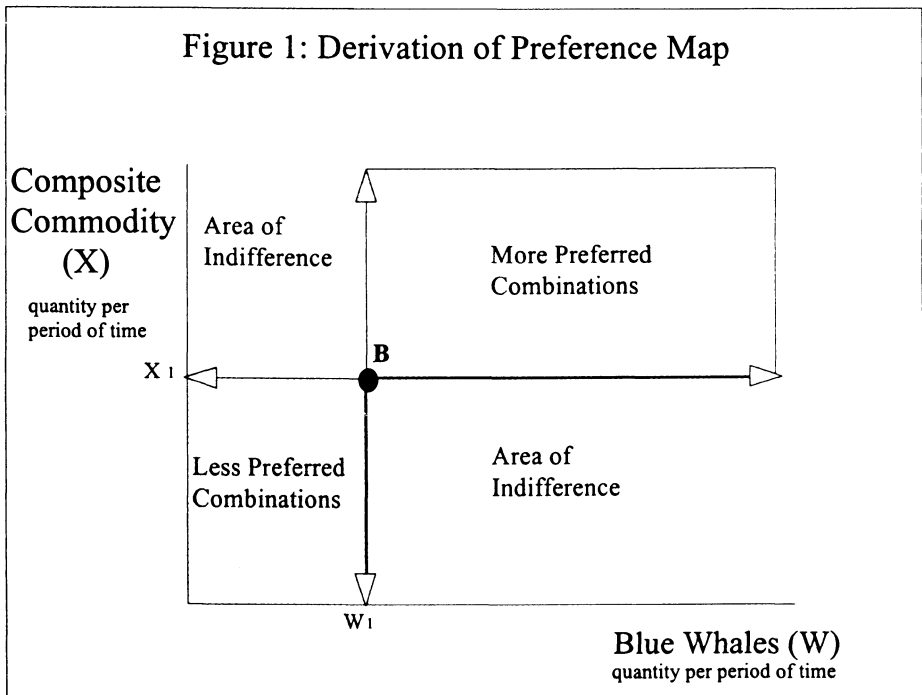 Figure 1: Derivation of Preference Map
Composite
Commodity
(X)
quantity per
period of time
Area of
Indifference
More Preferred
Combinations
B
X1
Less Preferred
Combinations
Area of
Indifference
W1
Blue Whales (W)
quantity per period of time